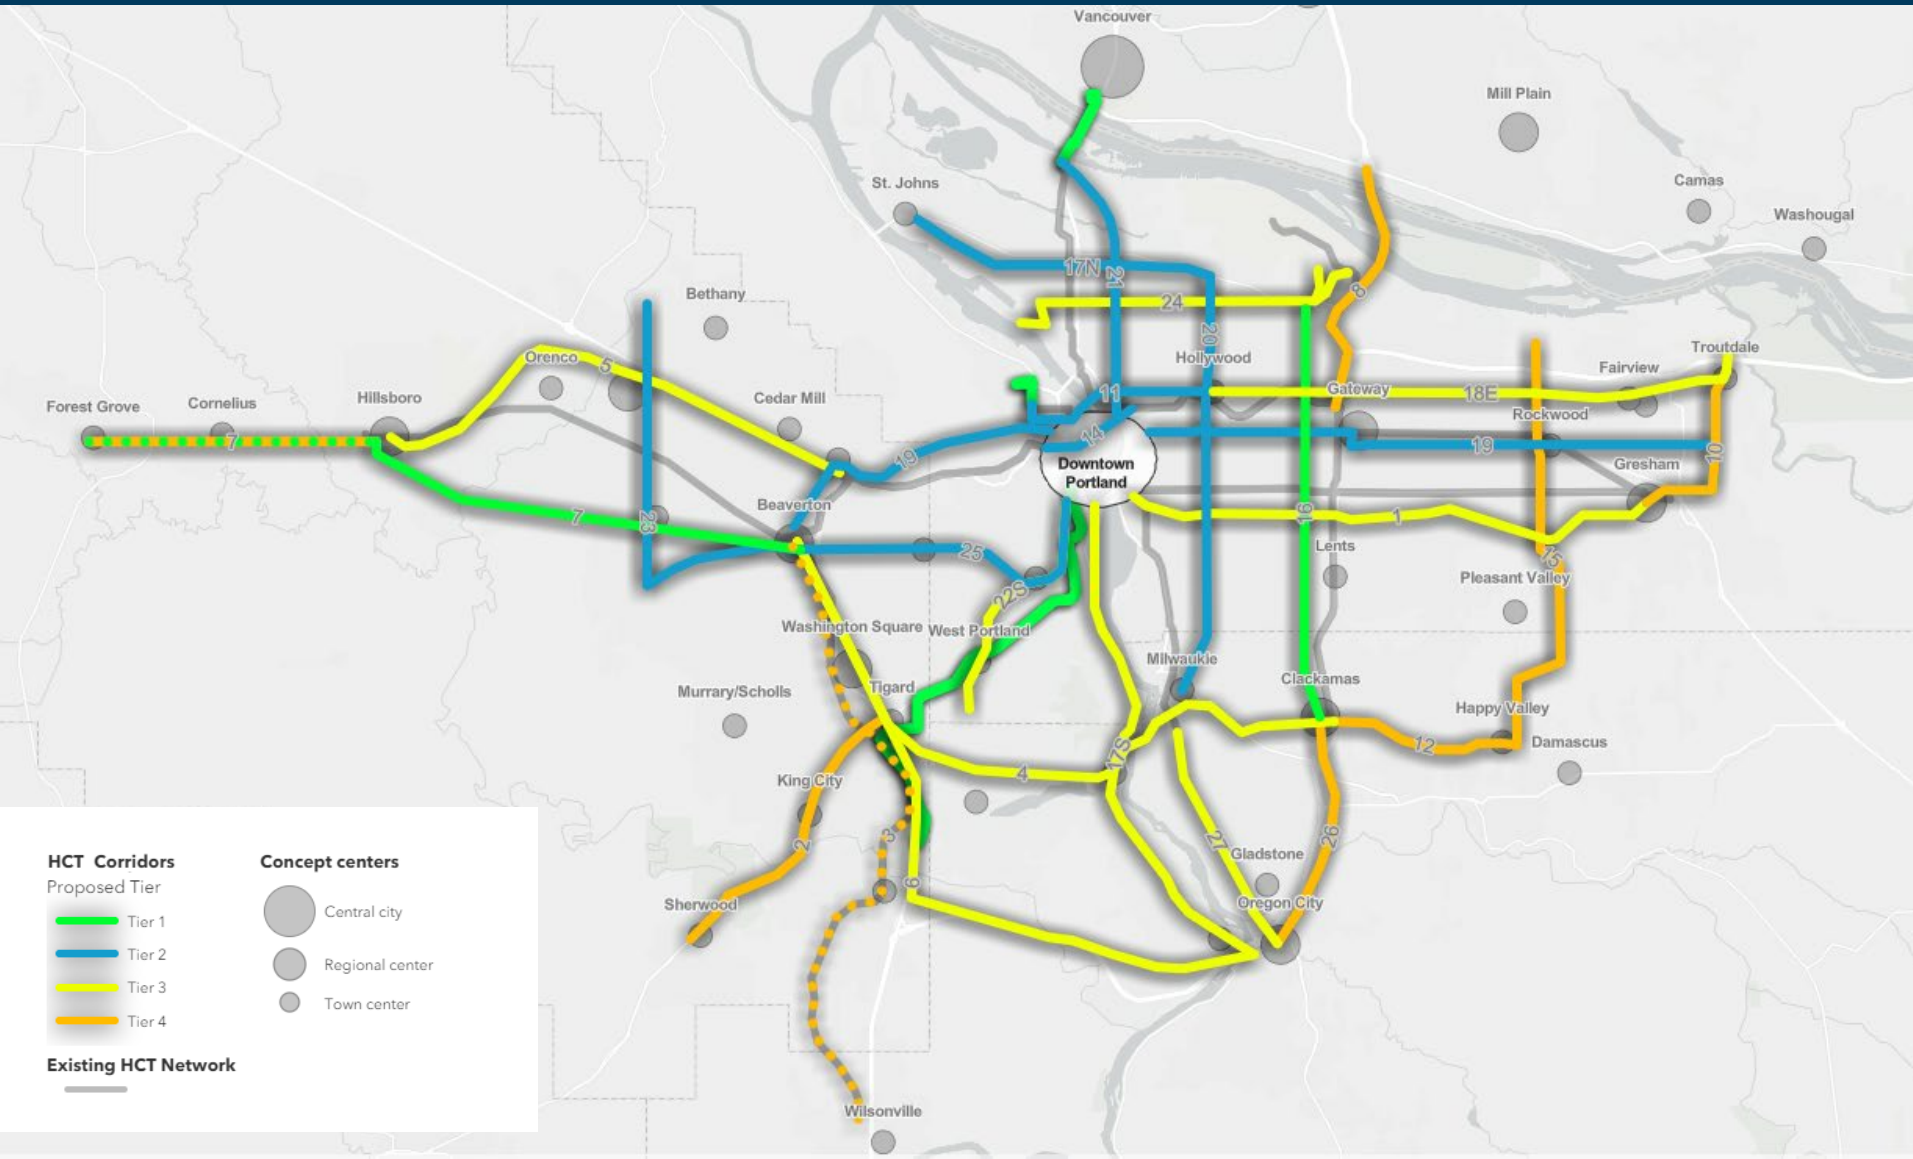 Vancouver
Mill Plain
St. Johns
Camas
Washougal
17N
21
Bethany
24
8
20
Hollywood
Troutdale
Orenco
5
Fairview
Forest Grove
Cornelius
Hillsboro
Cedar Mill
11
Gateway
18E
Rockwood
7
14
19
19
10
Downtown
Portland
Gresham
Beaverton
7
23
16
1
25
Lents
15
Pleasant Valley
22S
Washington Square
West Portland
Milwaukie
Murrary/Scholls
Tigard
Clackamas
Happy Valley
Damascus
12
17S
4
King City
3
2
27
26
Gladstone
6
Sherwood
Oregon City
Wilsonville
HCT Corridors
Proposed Tier
Tier 1
Tier 2
Tier 3
Tier 4
Existing HCT Network
Concept centers
Central city
Regional center
Town center